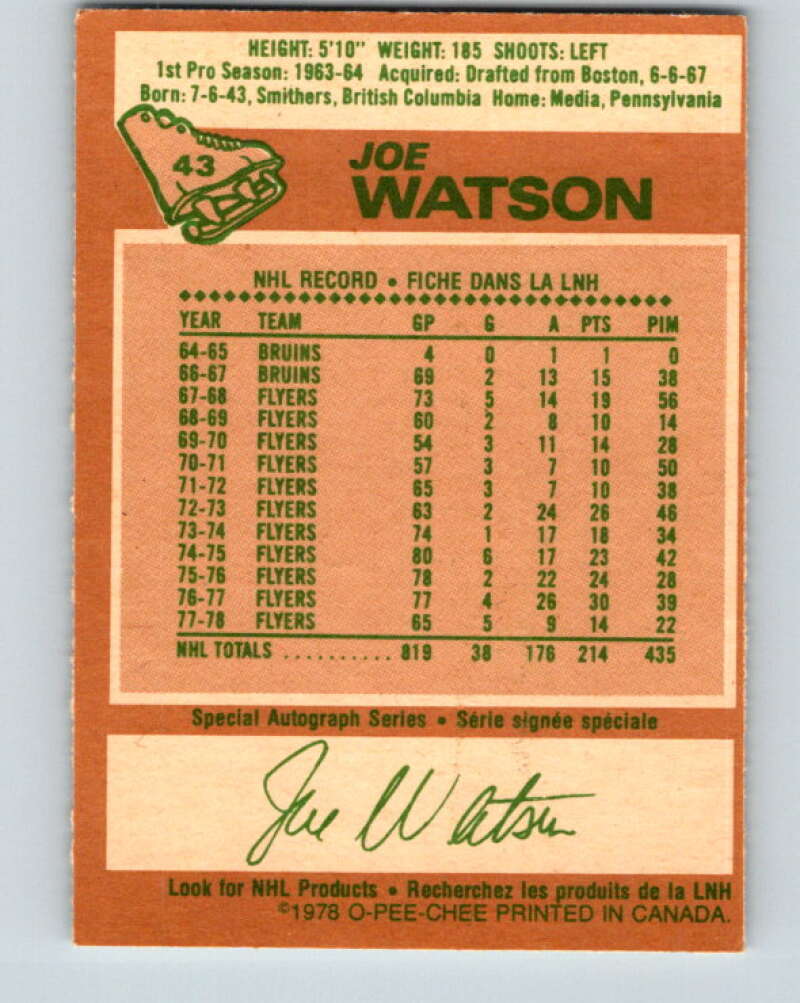 HEIGHT: 5'10" WEIGHT: 185 SHOOTS: LEFT
1st Pro Season: 1963-64 Acquired: Drafted from Boston, 6-6-67
Born: 7-6-43, Smithers, British Columbia Home: Media, Pennsylvania
43
JOE
WATSON
NHL RECORD • FICHE DANS LA LNH
YEAR TEAM GP G A PTS PIM
64-65 BRUINS 4 0 1 1 0
66-67 BRUINS 69 2 13 15 38
67-68 FLYERS 73 5 14 19 56
68-69 FLYERS 60 2 8 10 14
69-70 FLYERS 54 3 11 14 28
70-71 FLYERS 57 3 7 10 50
71-72 FLYERS 65 3 7 10 38
72-73 FLYERS 63 2 24 26 46
73-74 FLYERS 74 1 17 18 34
74-75 FLYERS 80 6 17 23 42
75-76 FLYERS 78 2 22 24 28
76-77 FLYERS 77 4 26 30 39
77-78 FLYERS 65 5 9 14 22
NHL TOTALS .......... 819 38 176 214 435
Special Autograph Series • Série signée spéciale
Joe Watson
Look for NHL Products • Recherchez les produits de la LNH
©1978 O-PEE-CHEE PRINTED IN CANADA.